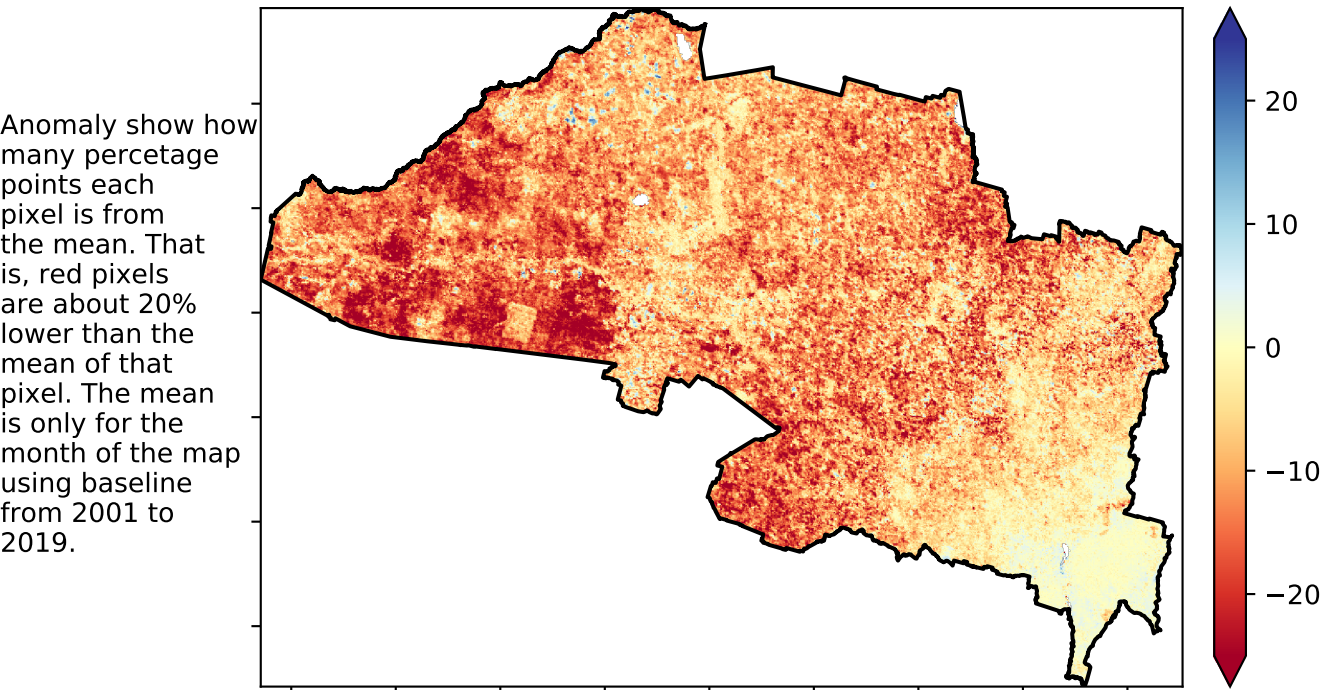 Anomaly show how
many percetage
points each
pixel is from
the mean. That
is, red pixels
are about 20%
lower than the
mean of that
pixel. The mean
is only for the
month of the map
using baseline
from 2001 to
2019.
20
10
0
−10
−20